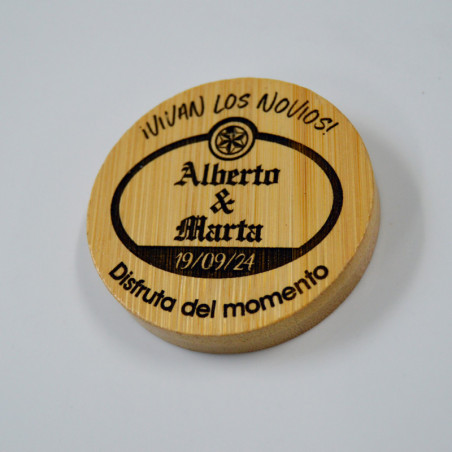 ¡VIVAN LOS NOVIOS!
Alberto
&
Marta
19/09/24
Disfruta del momento